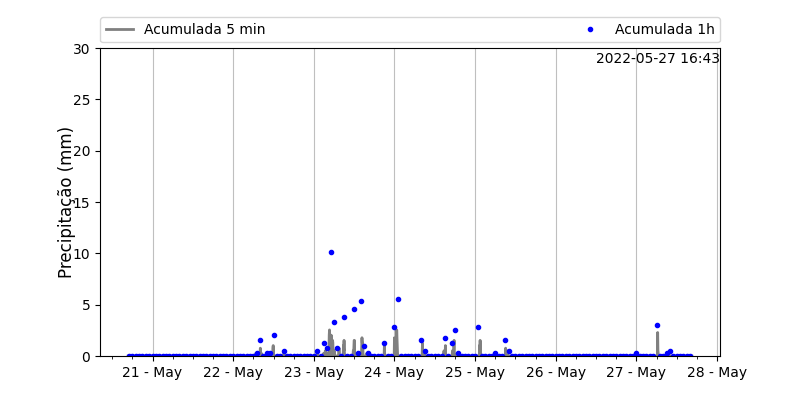 Acumulada 5 min
Acumulada 1h
2022-05-27 16:43
30
25
20
15
10
5
0
Precipitação (mm)
21 - May
22 - May
23 - May
24 - May
25 - May
26 - May
27 - May
28 - May